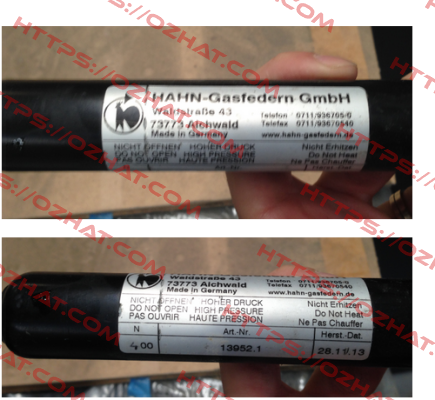 HAHN-Gasfedern GmbH
Waldstraße 43
73773 Aichwald
Made in Germany
Telefon 0711/936705-0
Telefax 0711/93670540
www.hahn-gasfedern.de
NICHT ÖFFNEN HOHER DRUCK Nicht Erhitzen
DO NOT OPEN HIGH PRESSURE Do Not Heat
PAS OUVRIR HAUTE PRESSION Ne Pas Chauffer
Waldstraße 43
73773 Aichwald
Made in Germany
Telefax 0711/93670540
www.hahn-gasfedern.de
NICHT ÖFFNEN HOHER DRUCK Nicht Erhitzen
DO NOT OPEN HIGH PRESSURE Do Not Heat
PAS OUVRIR HAUTE PRESSION Ne Pas Chauffer
N Art.-Nr. Herst.-Dat.
13952.1
HTTPS://OZHAT.COM